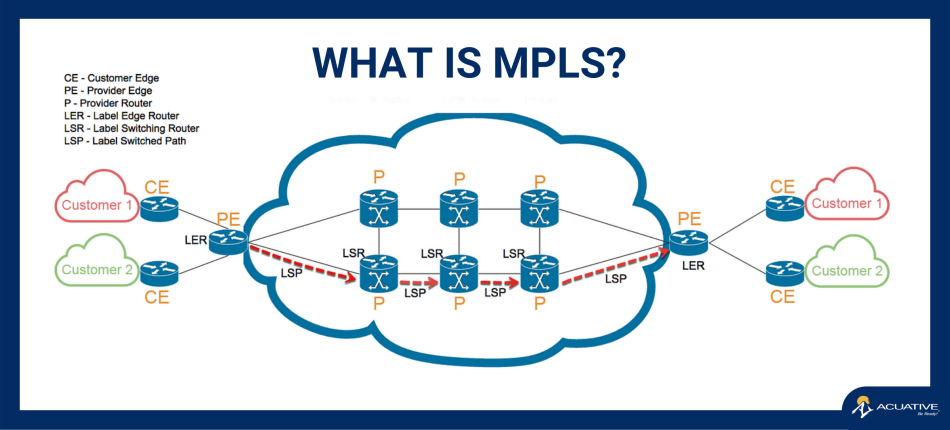 WHAT IS MPLS?
CE - Customer Edge
PE - Provider Edge
P - Provider Router
LER - Label Edge Router
LSR - Label Switching Router
LSP - Label Switched Path
CE
Customer 1
PE
LER
Customer 2
CE
P
P
P
LSR
LSR
LSR
LSP
LSP
LSP
LSP
P
P
P
CE
Customer 1
PE
LER
Customer 2
CE
ACUATIVE
Be Ready!